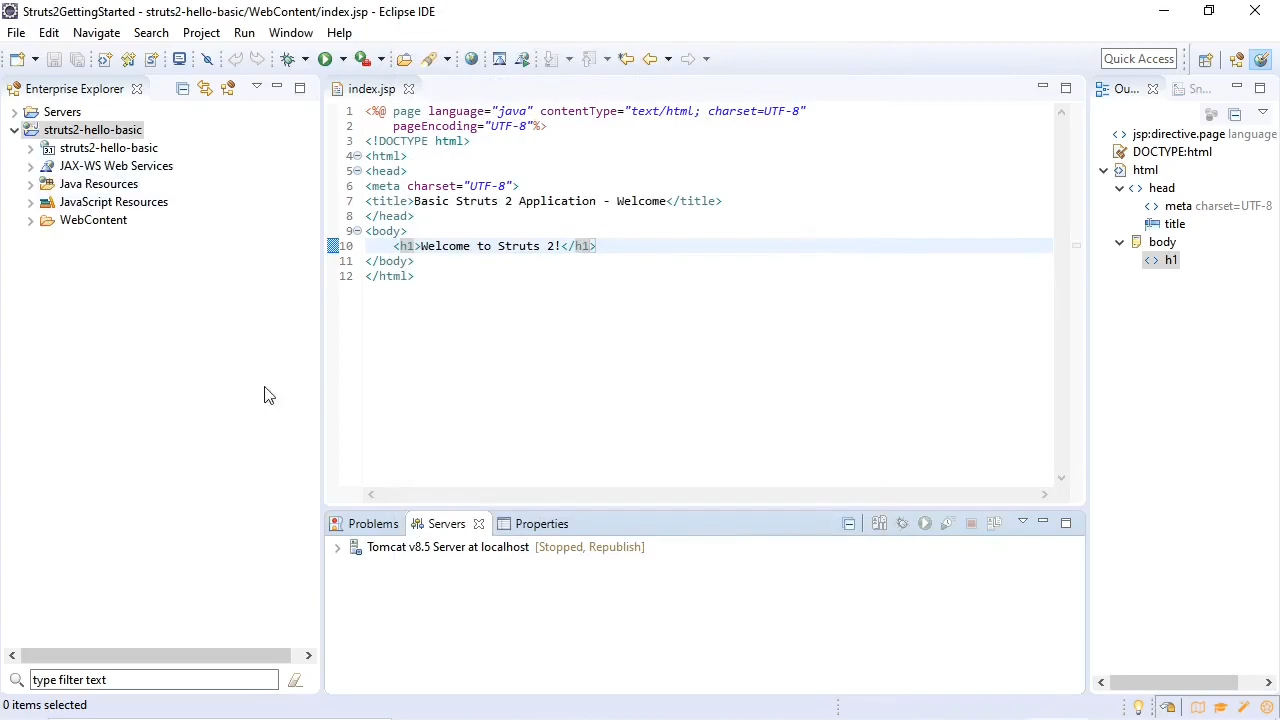 Struts2GettingStarted - struts2-hello-basic/WebContent/index.jsp - Eclipse IDE
File Edit Navigate Search Project Run Window Help
Quick Access
Enterprise Explorer
index.jsp
Ou...
Sn...
Servers
struts2-hello-basic
struts2-hello-basic
JAX-WS Web Services
Java Resources
JavaScript Resources
WebContent
1 <%@ page language="java" contentType="text/html; charset=UTF-8"
2 pageEncoding="UTF-8"%>
3 <!DOCTYPE html>
4 <html>
5 <head>
6 <meta charset="UTF-8">
7 <title>Basic Struts 2 Application - Welcome</title>
8 </head>
9 <body>
10 <h1>Welcome to Struts 2!</h1>
11 </body>
12 </html>
jsp:directive.page language
DOCTYPE:html
html
head
meta charset=UTF-8
title
body
h1
Problems Servers Properties
Tomcat v8.5 Server at localhost [Stopped, Republish]
type filter text
0 items selected